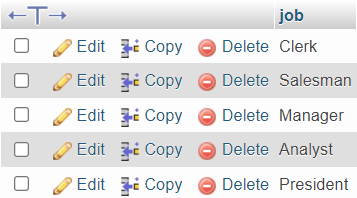 job
Edit Copy Delete Clerk
Edit Copy Delete Salesman
Edit Copy Delete Manager
Edit Copy Delete Analyst
Edit Copy Delete President